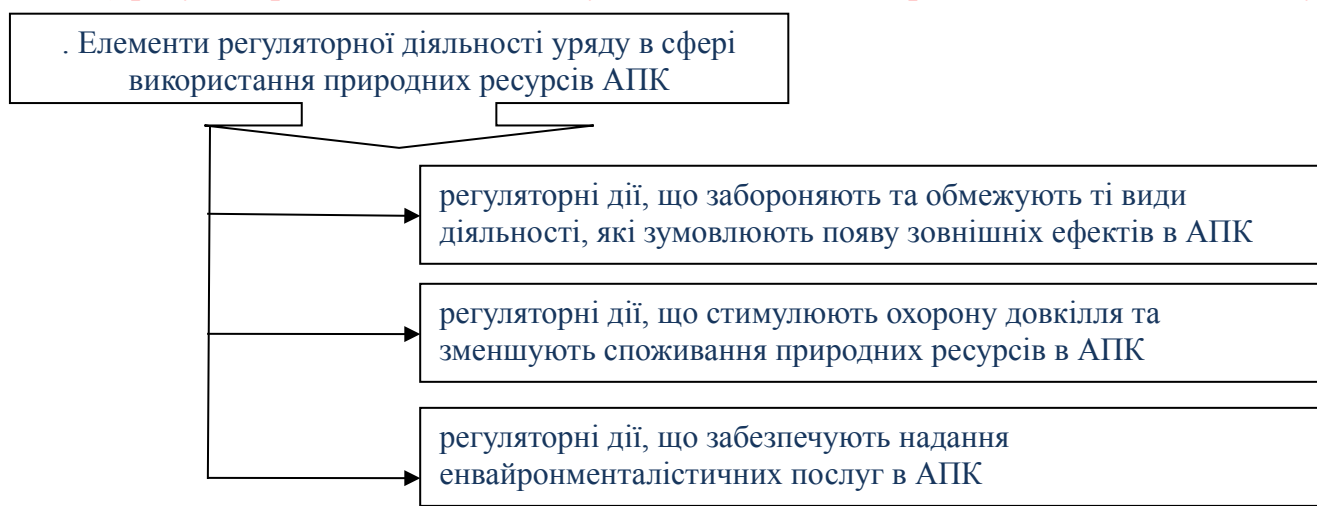 . Елементи регуляторної діяльності уряду в сфері
використання природних ресурсів АПК
регуляторні дії, що забороняють та обмежують ті види
діяльності, які зумовлюють появу зовнішніх ефектів в АПК
регуляторні дії, що стимулюють охорону довкілля та
зменшують споживання природних ресурсів в АПК
регуляторні дії, що забезпечують надання
енвайронменталістичних послуг в АПК